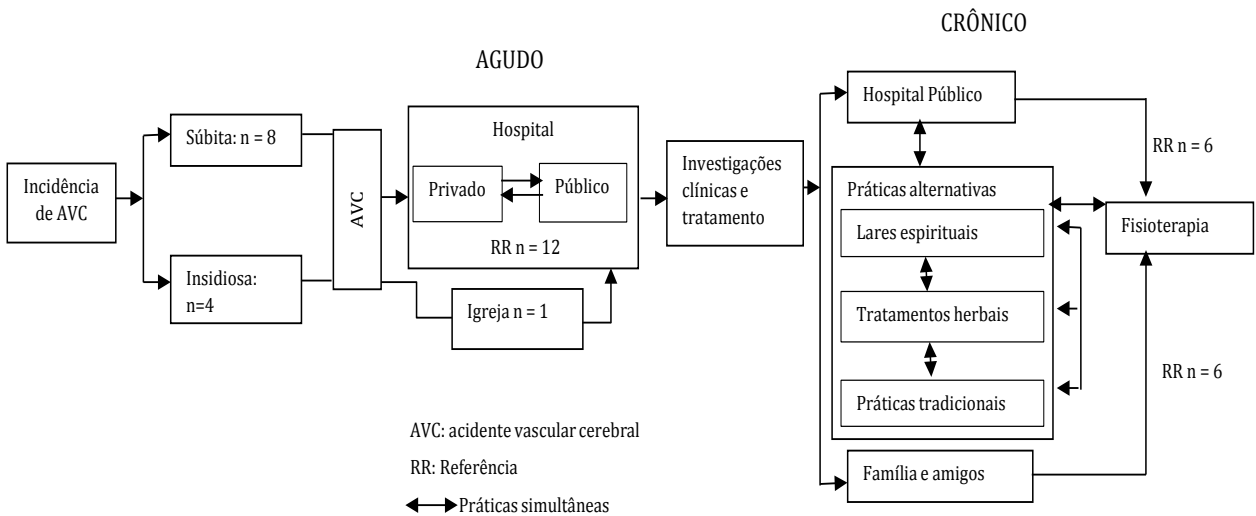 CRÔNICO
AGUDO
Incidência
de AVC
Súbita: n = 8
Insidiosa:
n=4
AVC
Hospital
Privado
Público
RR n = 12
Igreja n = 1
Investigações
clínicas e
tratamento
Hospital Público
Práticas alternativas
Lares espirituais
Tratamentos herbais
Práticas tradicionais
Família e amigos
RR n = 6
Fisioterapia
RR n = 6
AVC: acidente vascular cerebral
RR: Referência
Práticas simultâneas